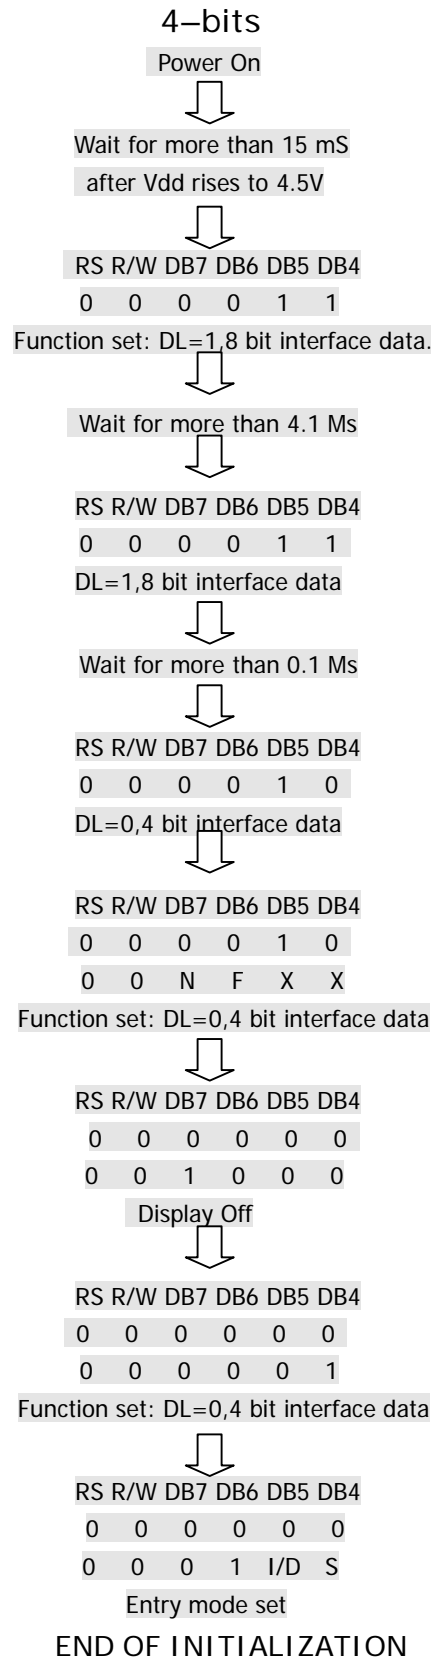 4–bits
Power On
Wait for more than 15 mS
after Vdd rises to 4.5V
RS R/W DB7 DB6 DB5 DB4
0 0 0 0 1 1
Function set: DL=1,8 bit interface data.
Wait for more than 4.1 Ms
RS R/W DB7 DB6 DB5 DB4
0 0 0 0 1 1
DL=1,8 bit interface data
Wait for more than 0.1 Ms
RS R/W DB7 DB6 DB5 DB4
0 0 0 0 1 0
DL=0,4 bit interface data
RS R/W DB7 DB6 DB5 DB4
0 0 0 0 1 0
0 0 N F X X
Function set: DL=0,4 bit interface data
RS R/W DB7 DB6 DB5 DB4
0 0 0 0 0 0
0 0 1 0 0 0
Display Off
RS R/W DB7 DB6 DB5 DB4
0 0 0 0 0 0
0 0 0 0 0 1
Function set: DL=0,4 bit interface data
RS R/W DB7 DB6 DB5 DB4
0 0 0 0 0 0
0 0 0 1 I/D S
Entry mode set
END OF INITIALIZATION